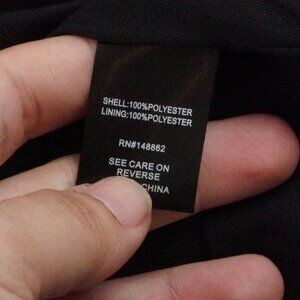 SHELL:100%POLYESTER
LINING:100%POLYESTER
RN#148862
SEE CARE ON
REVERSE
CHINA